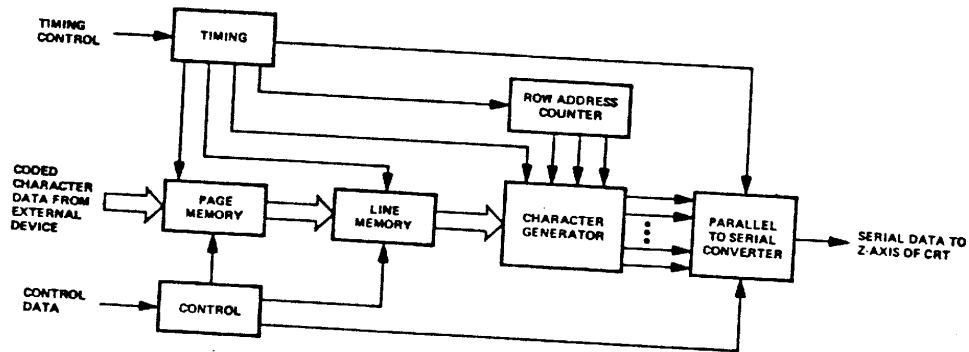 TIMING
CONTROL
TIMING
ROW ADDRESS
COUNTER
CODED
CHARACTER
DATA FROM
EXTERNAL
DEVICE
PAGE
MEMORY
LINE
MEMORY
CHARACTER
GENERATOR
PARALLEL
TO SERIAL
CONVERTER
SERIAL DATA TO
Z-AXIS OF CRT
CONTROL
DATA
CONTROL